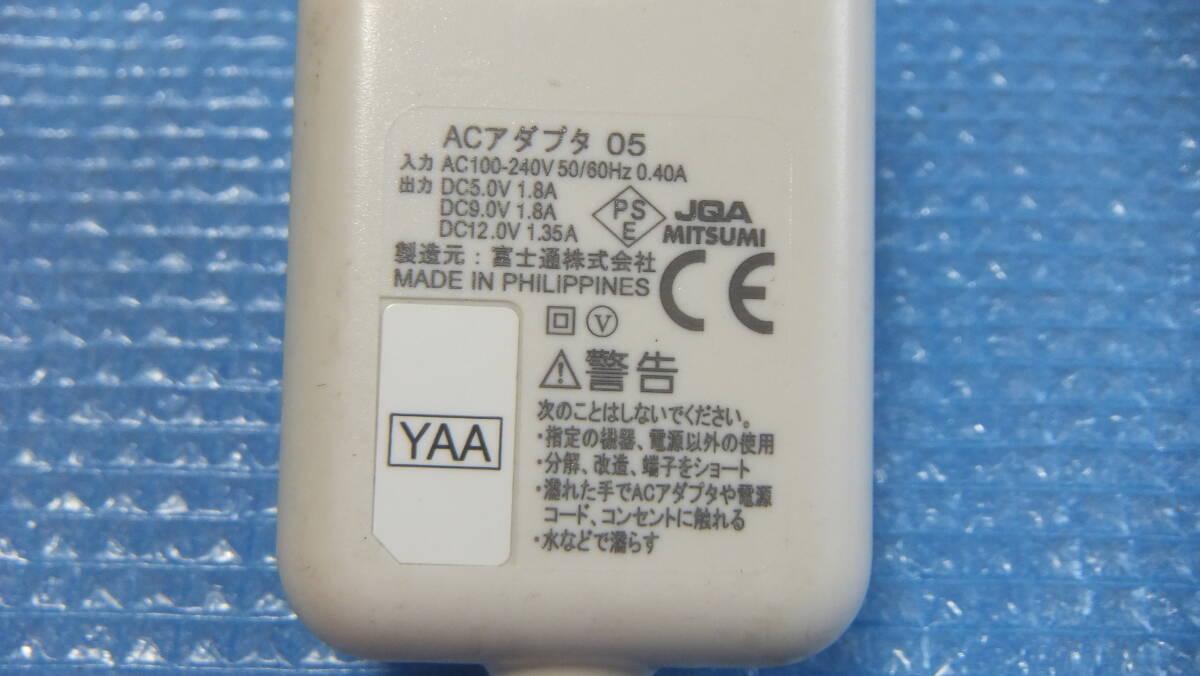 ACアダプタ 05
入力 AC100-240V 50/60Hz 0.40A
出力 DC5.0V 1.8A
DC9.0V 1.8A
DC12.0V 1.35A
PS
E
JQA
MITSUMI
製造元：富士通株式会社
MADE IN PHILIPPINES
CE
V
警告
YAA
次のことはしないでください。
・指定の機器、電源以外の使用
・分解、改造、端子をショート
・濡れた手でACアダプタや電源
コード、コンセントに触れる
・水などで濡らす